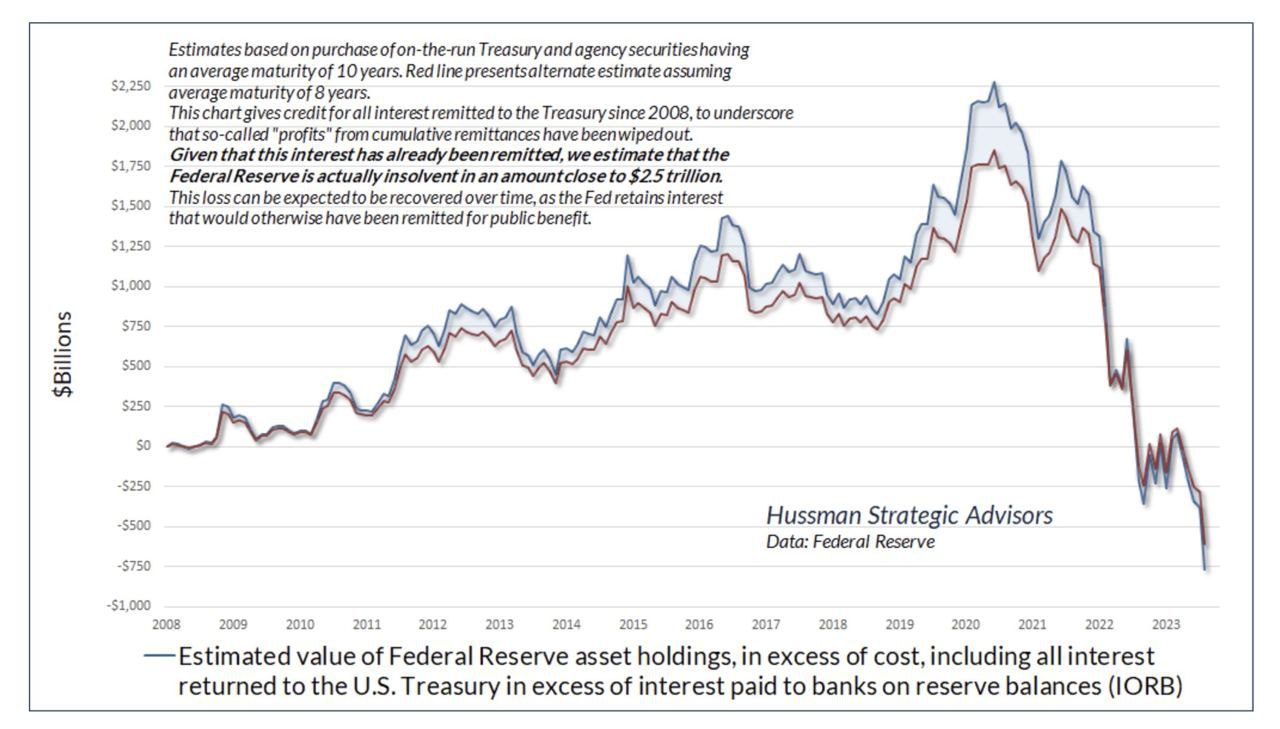 Estimates based on purchase of on-the-run Treasury and agency securities having
an average maturity of 10 years. Red line presents alternate estimate assuming
average maturity of 8 years.
This chart gives credit for all interest remitted to the Treasury since 2008, to underscore
that so-called "profits" from cumulative remittances have been wiped out.
Given that this interest has already been remitted, we estimate that the
Federal Reserve is actually insolvent in an amount close to $2.5 trillion.
This loss can be expected to be recovered over time, as the Fed retains interest
that would otherwise have been remitted for public benefit.
$2,250
$2,000
$1,750
$1,500
$1,250
$1,000
$750
$500
$250
$0
-$250
-$500
-$750
-$1,000
$Billions
Hussman Strategic Advisors
Data: Federal Reserve
2008 2009 2010 2011 2012 2013 2014 2015 2016 2017 2018 2019 2020 2021 2022 2023
Estimated value of Federal Reserve asset holdings, in excess of cost, including all interest
returned to the U.S. Treasury in excess of interest paid to banks on reserve balances (IORB)